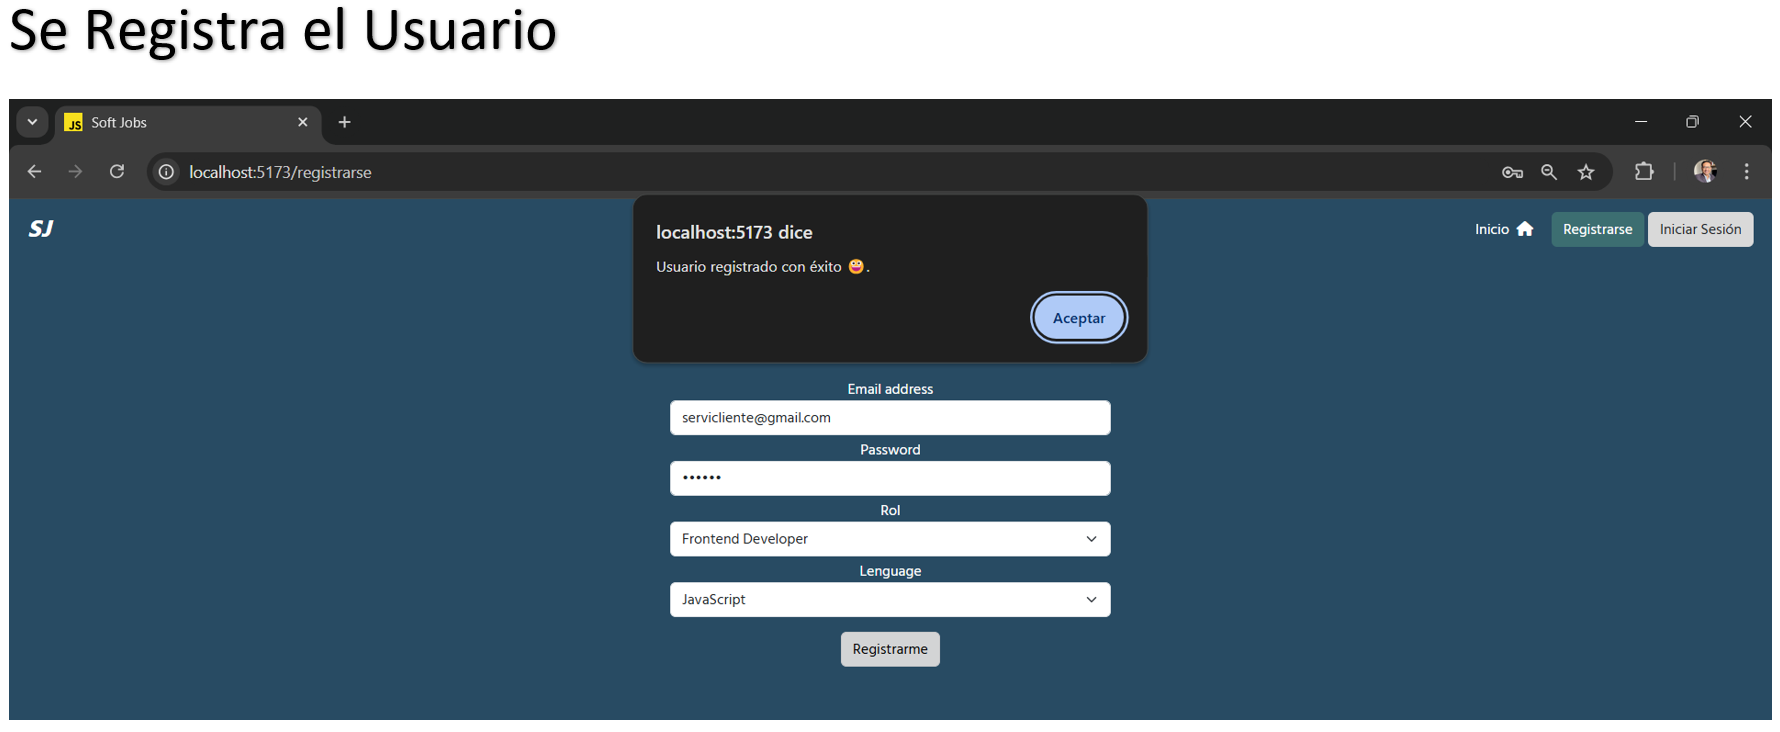 Se Registra el Usuario
JS Soft Jobs
localhost:5173/registrarse
SJ
Inicio Registrarse Iniciar Sesión
localhost:5173 dice
Usuario registrado con éxito 😀.
Aceptar
Email address
servicliente@gmail.com
Password
••••••
Rol
Frontend Developer
Lenguage
JavaScript
Registrarme